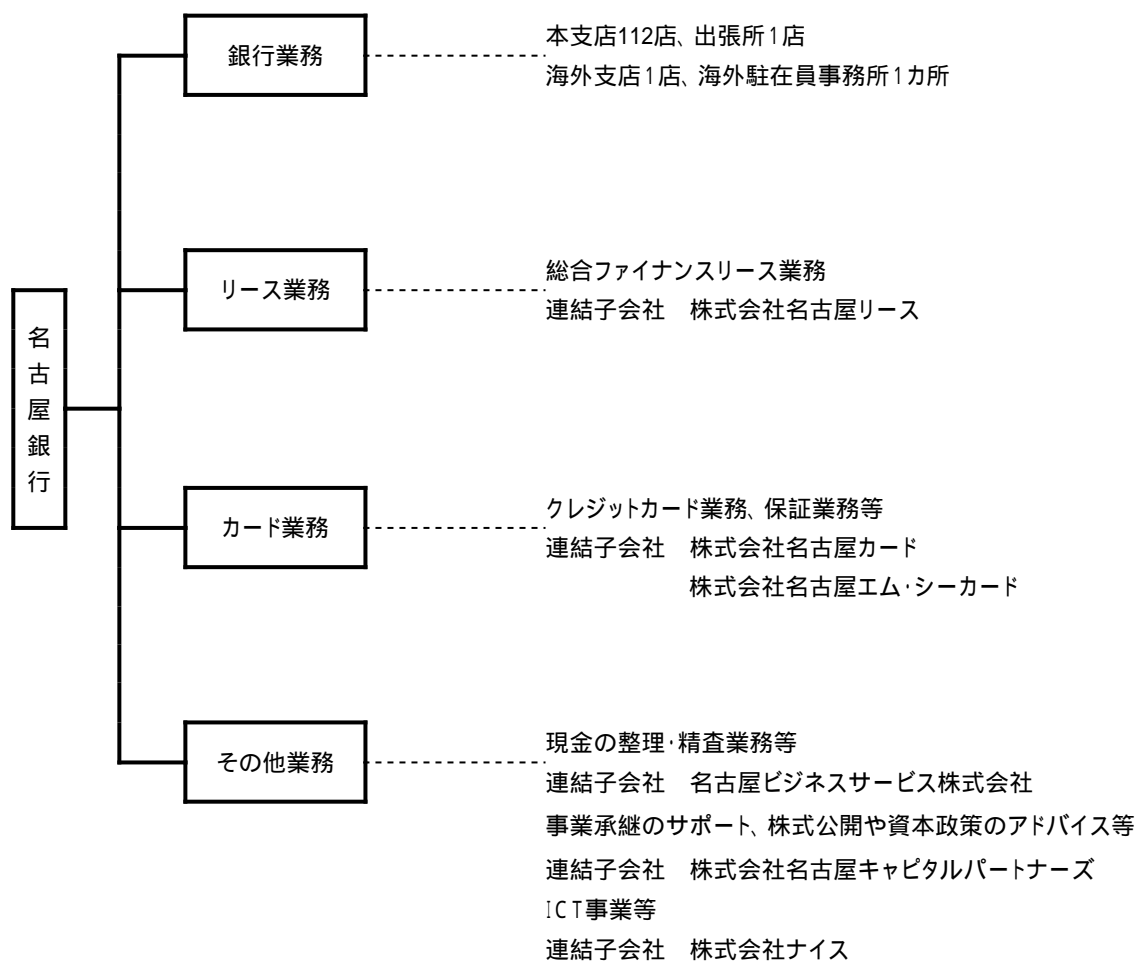 銀行業務
本支店112店、出張所1店
海外支店1店、海外駐在員事務所1カ所
リース業務
総合ファイナンスリース業務
連結子会社　株式会社名古屋リース
名古屋銀行
カード業務
クレジットカード業務、保証業務等
連結子会社　株式会社名古屋カード
株式会社名古屋エム・シーカード
その他業務
現金の整理・精査業務等
連結子会社　名古屋ビジネスサービス株式会社
事業承継のサポート、株式公開や資本政策のアドバイス等
連結子会社　株式会社名古屋キャピタルパートナーズ
ICT事業等
連結子会社　株式会社ナイス